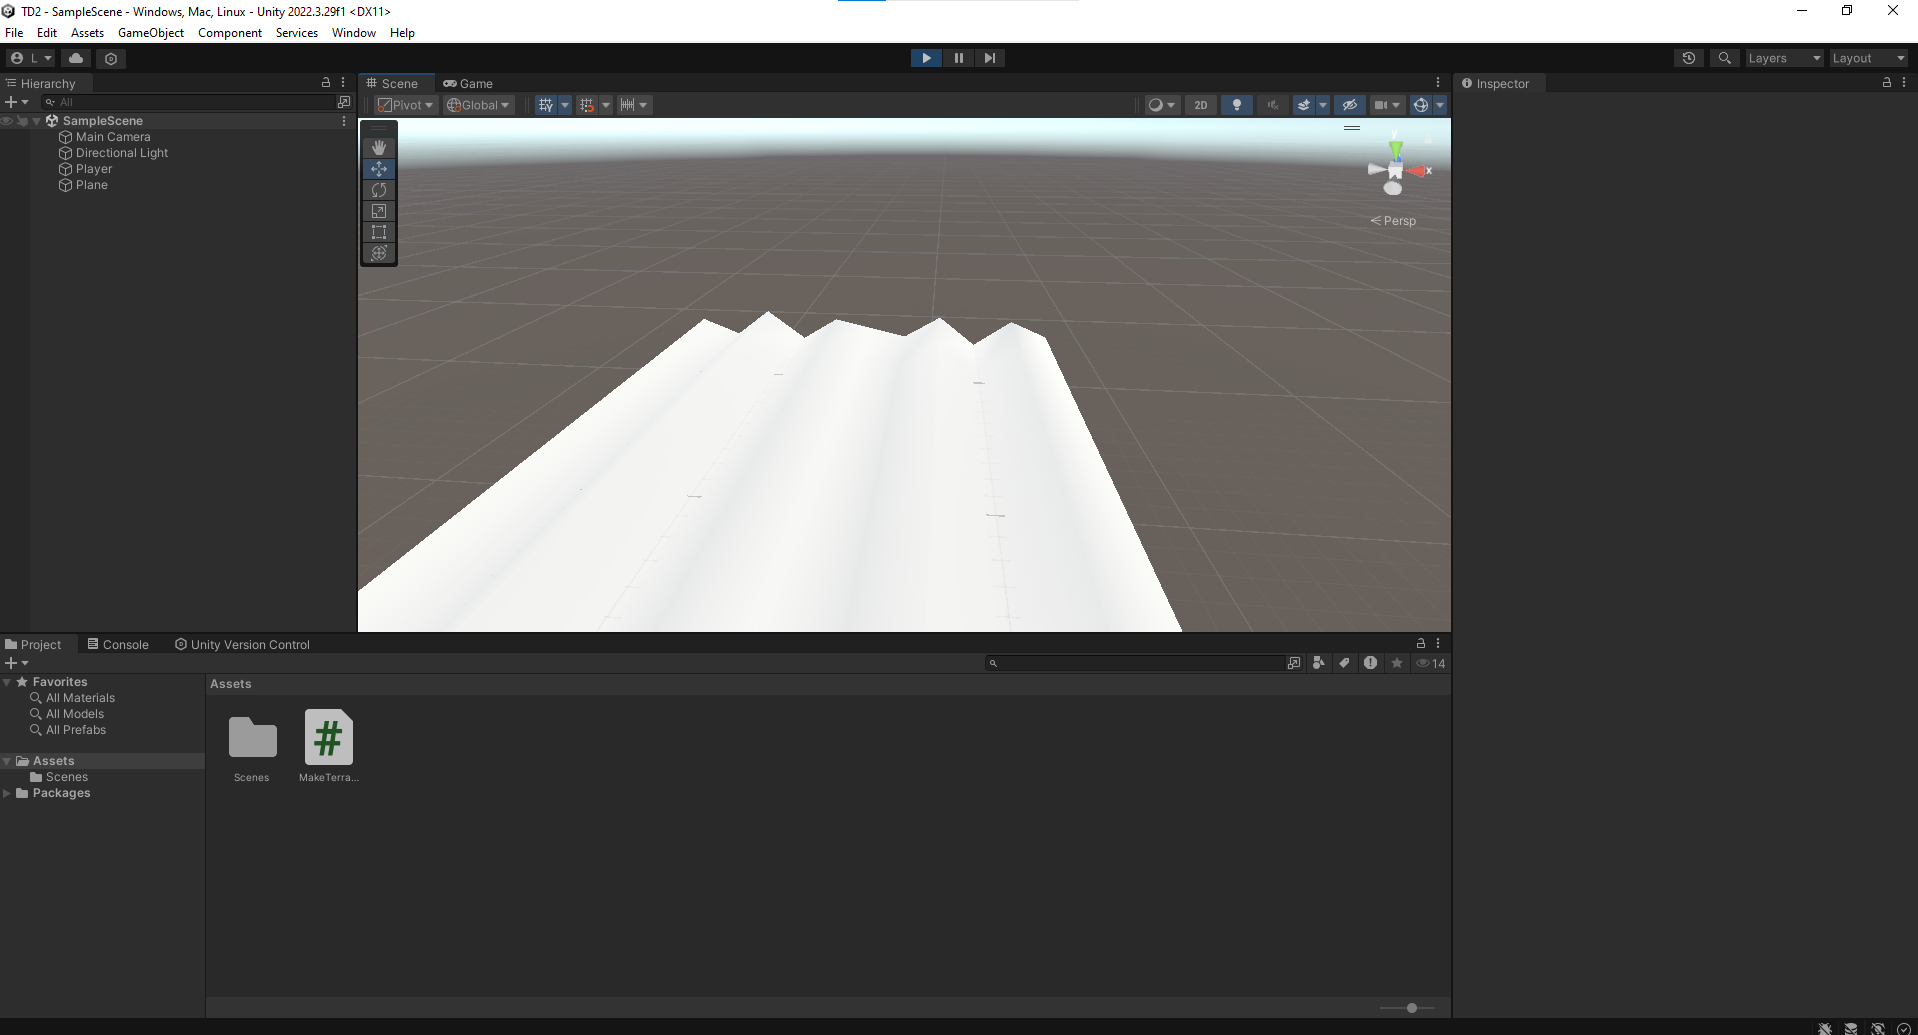 TD2 - SampleScene - Windows, Mac, Linux - Unity 2022.3.29f1 <DX11>
File Edit Assets GameObject Component Services Window Help
L Layers Layout
Hierarchy
All
SampleScene
Main Camera
Directional Light
Player
Plane
Scene Game
Pivot Global 2D
y
x
Persp
Inspector
Project Console Unity Version Control
14
Favorites
All Materials
All Models
All Prefabs
Assets
Scenes
Packages
Assets
#
Scenes MakeTerra...